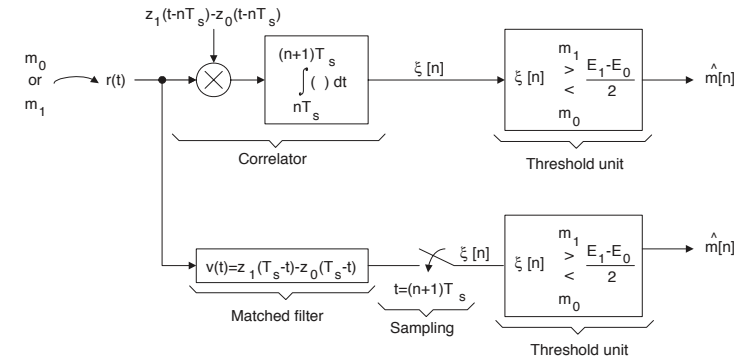 z_1(t-nT_s)-z_0(t-nT_s)
m_0
or
m_1
r(t)
(n+1)T_s
∫( ) dt
nT_s
ξ [n]
m_1
ξ [n] > E_1-E_0
< 2
m_0
^
m[n]
Correlator
Threshold unit
v(t)=z_1(T_s-t)-z_0(T_s-t)
ξ [n]
t=(n+1)T_s
m_1
ξ [n] > E_1-E_0
< 2
m_0
^
m[n]
Matched filter
Sampling
Threshold unit